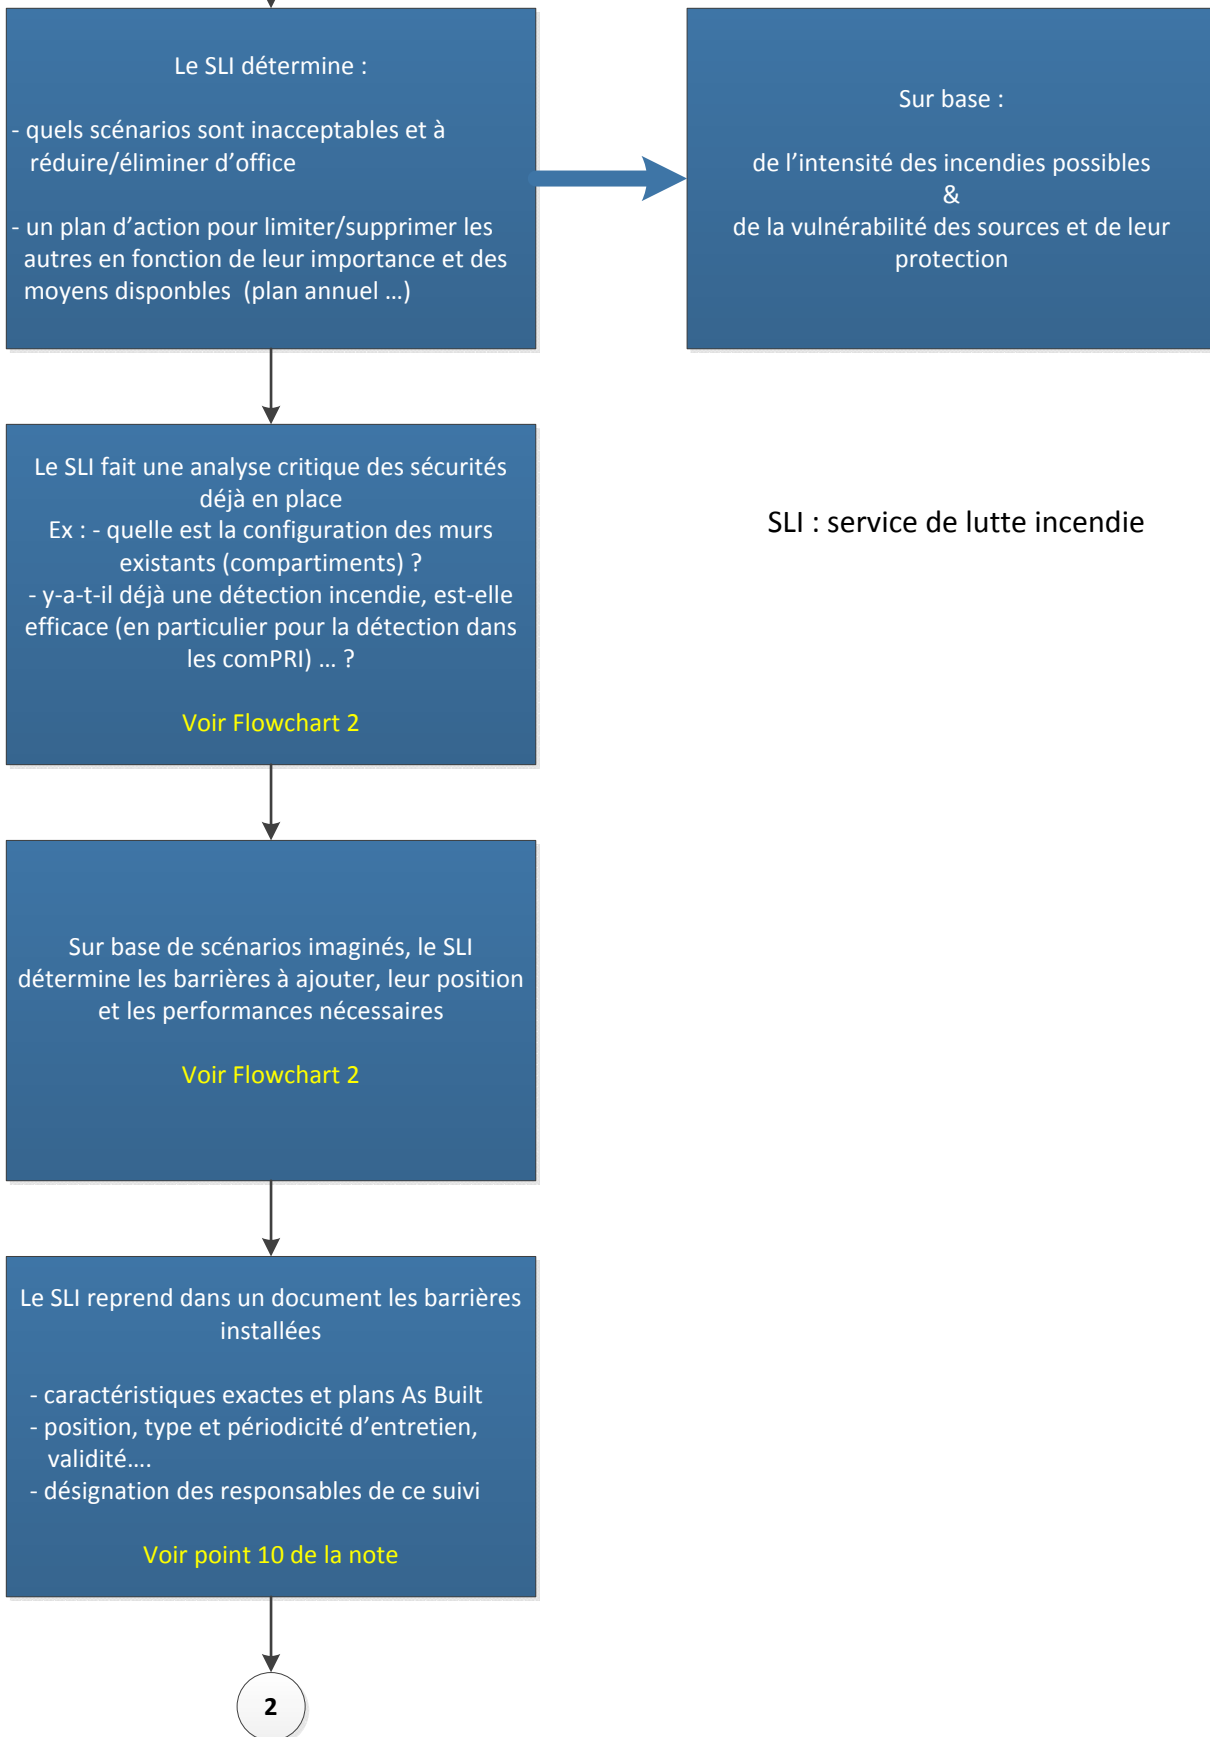 Le SLI détermine :
- quels scénarios sont inacceptables et à
réduire/éliminer d’office
- un plan d’action pour limiter/supprimer les
autres en fonction de leur importance et des
moyens disponbles  (plan annuel …)
Sur base :
de l’intensité des incendies possibles
&
de la vulnérabilité des sources et de leur
protection
Le SLI fait une analyse critique des sécurités
déjà en place
Ex : - quelle est la configuration des murs
existants (compartiments) ?
- y-a-t-il déjà une détection incendie, est-elle
efficace (en particulier pour la détection dans
les comPRI) … ?
Voir Flowchart 2
SLI : service de lutte incendie
Sur base de scénarios imaginés, le SLI
détermine les barrières à ajouter, leur position
et les performances nécessaires
Voir Flowchart 2
Le SLI reprend dans un document les barrières
installées
- caractéristiques exactes et plans As Built
- position, type et périodicité d’entretien,
validité….
- désignation des responsables de ce suivi
Voir point 10 de la note
2